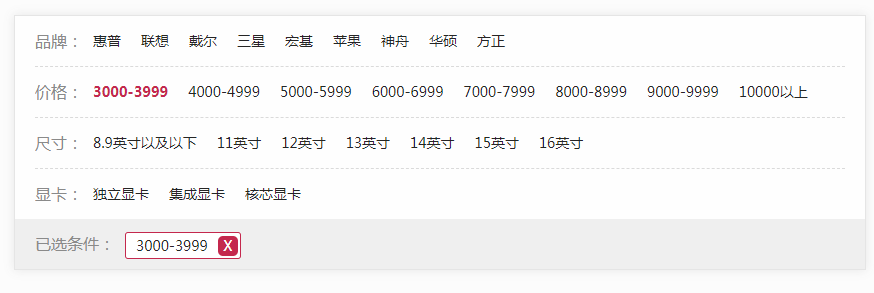 品牌： 惠普 联想 戴尔 三星 宏基 苹果 神舟 华硕 方正
价格： 3000-3999 4000-4999 5000-5999 6000-6999 7000-7999 8000-8999 9000-9999 10000以上
尺寸： 8.9英寸以及以下 11英寸 12英寸 13英寸 14英寸 15英寸 16英寸
显卡： 独立显卡 集成显卡 核芯显卡
已选条件： 3000-3999 X